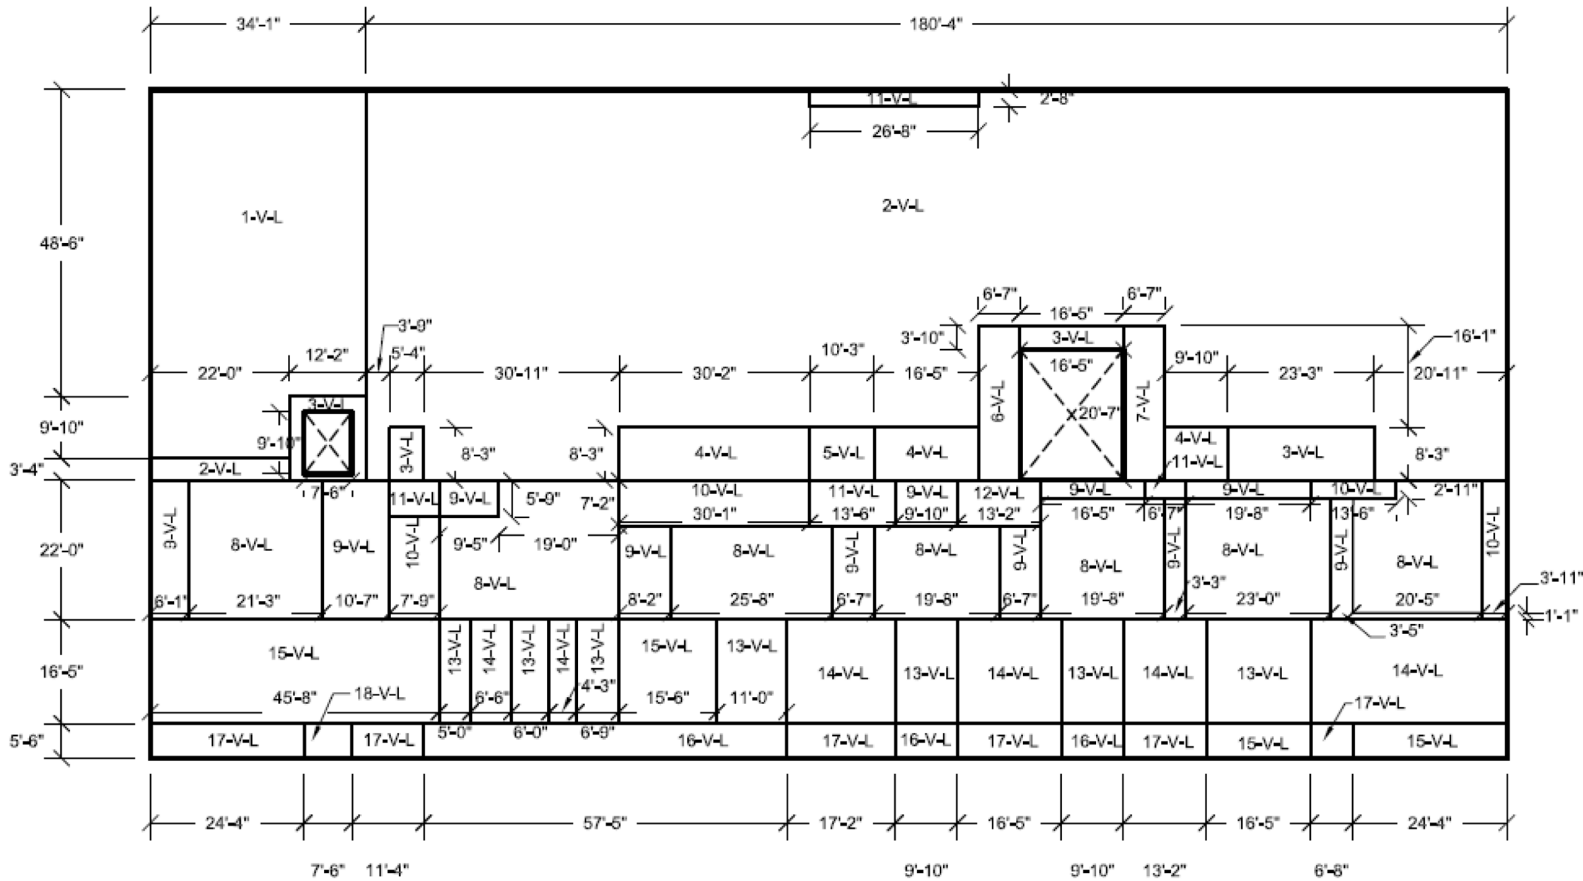 34'-1" 180'-4"
11-V-L 2'-8"
26'-8"
1-V-L 2-V-L
48'-6"
6'-7" 16'-5" 6'-7"
3'-9" 3'-10" 3-V-L 16'-1"
12'-2" 5'-4" 10'-3" 16'-5" 9'-10"
22'-0" 30'-11" 30'-2" 16'-5" 23'-3" 20'-11"
3-V-L 6-V-L 20'-7" 7-V-L
9'-10" 9'-10" 3-V-L 8'-3" 8'-3" 4-V-L 5-V-L 4-V-L 4-V-L 3-V-L 8'-3"
3'-4" 2-V-L 11-V-L
7'-6" 11-V-L 9-V-L 5'-9" 7'-2" 10-V-L 11-V-L 9-V-L 12-V-L 9-V-L 9-V-L 10-V-L 2'-11"
30'-1" 13'-6" 9'-10" 13'-2" 16'-5" 6'-7" 19'-8" 13'-6"
22'-0" 9-V-L 8-V-L 9-V-L 10-V-L 9'-5" 19'-0" 9-V-L 8-V-L 9-V-L 8-V-L 9-V-L 8-V-L 9-V-L 8-V-L 9-V-L 8-V-L 10-V-L
8-V-L 3'-3" 3'-11"
6'-1" 21'-3" 10'-7" 7'-9" 8'-2" 25'-8" 6'-7" 19'-8" 6'-7" 19'-8" 23'-0" 20'-5" 1'-1"
3'-5"
15-V-L 13-V-L 14-V-L 13-V-L 14-V-L 13-V-L 15-V-L 13-V-L
16'-5" 14-V-L 13-V-L 14-V-L 13-V-L 14-V-L 13-V-L 14-V-L
45'-8" 18-V-L 6'-6" 4'-3" 15'-6" 11'-0" 17-V-L
5'-0" 6'-0" 6'-9"
5'-6" 17-V-L 17-V-L 16-V-L 17-V-L 16-V-L 17-V-L 16-V-L 17-V-L 15-V-L 15-V-L
24'-4" 57'-5" 17'-2" 16'-5" 16'-5" 24'-4"
7'-6" 11'-4" 9'-10" 9'-10" 13'-2" 6'-8"